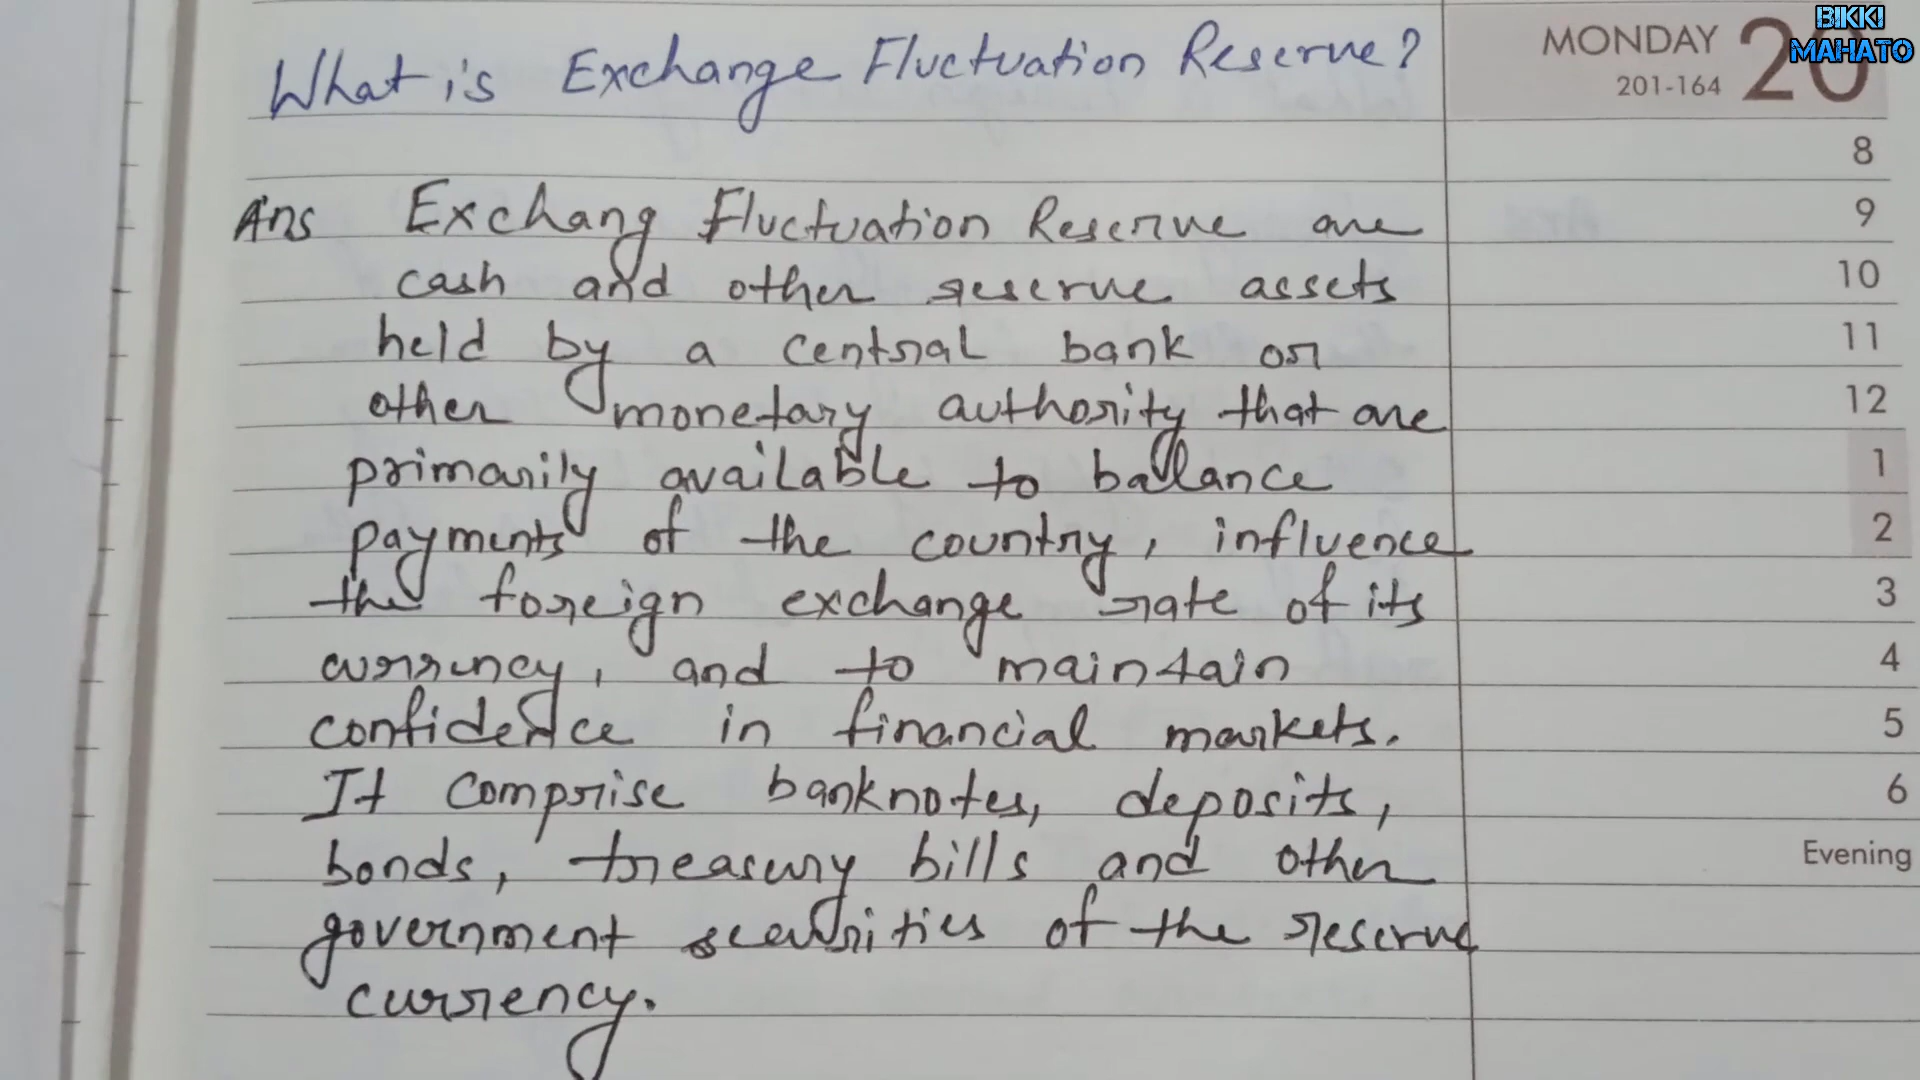 What is Exchange Fluctuation Reserve?
MONDAY 20
201-164
BIKKI
MAHATO
8
Ans Exchang Fluctuation Reserve are
9
cash and other reserve assets
10
held by a central bank or
11
other monetary authority that are
12
primarily available to ballance
1
payments of the country, influence
2
the foreign exchange rate of its
3
currency, and to maintain
4
confidence in financial markets.
5
It comprise banknotes, deposits,
6
bonds, treasury bills and other
Evening
government securities of the reserve
currency.